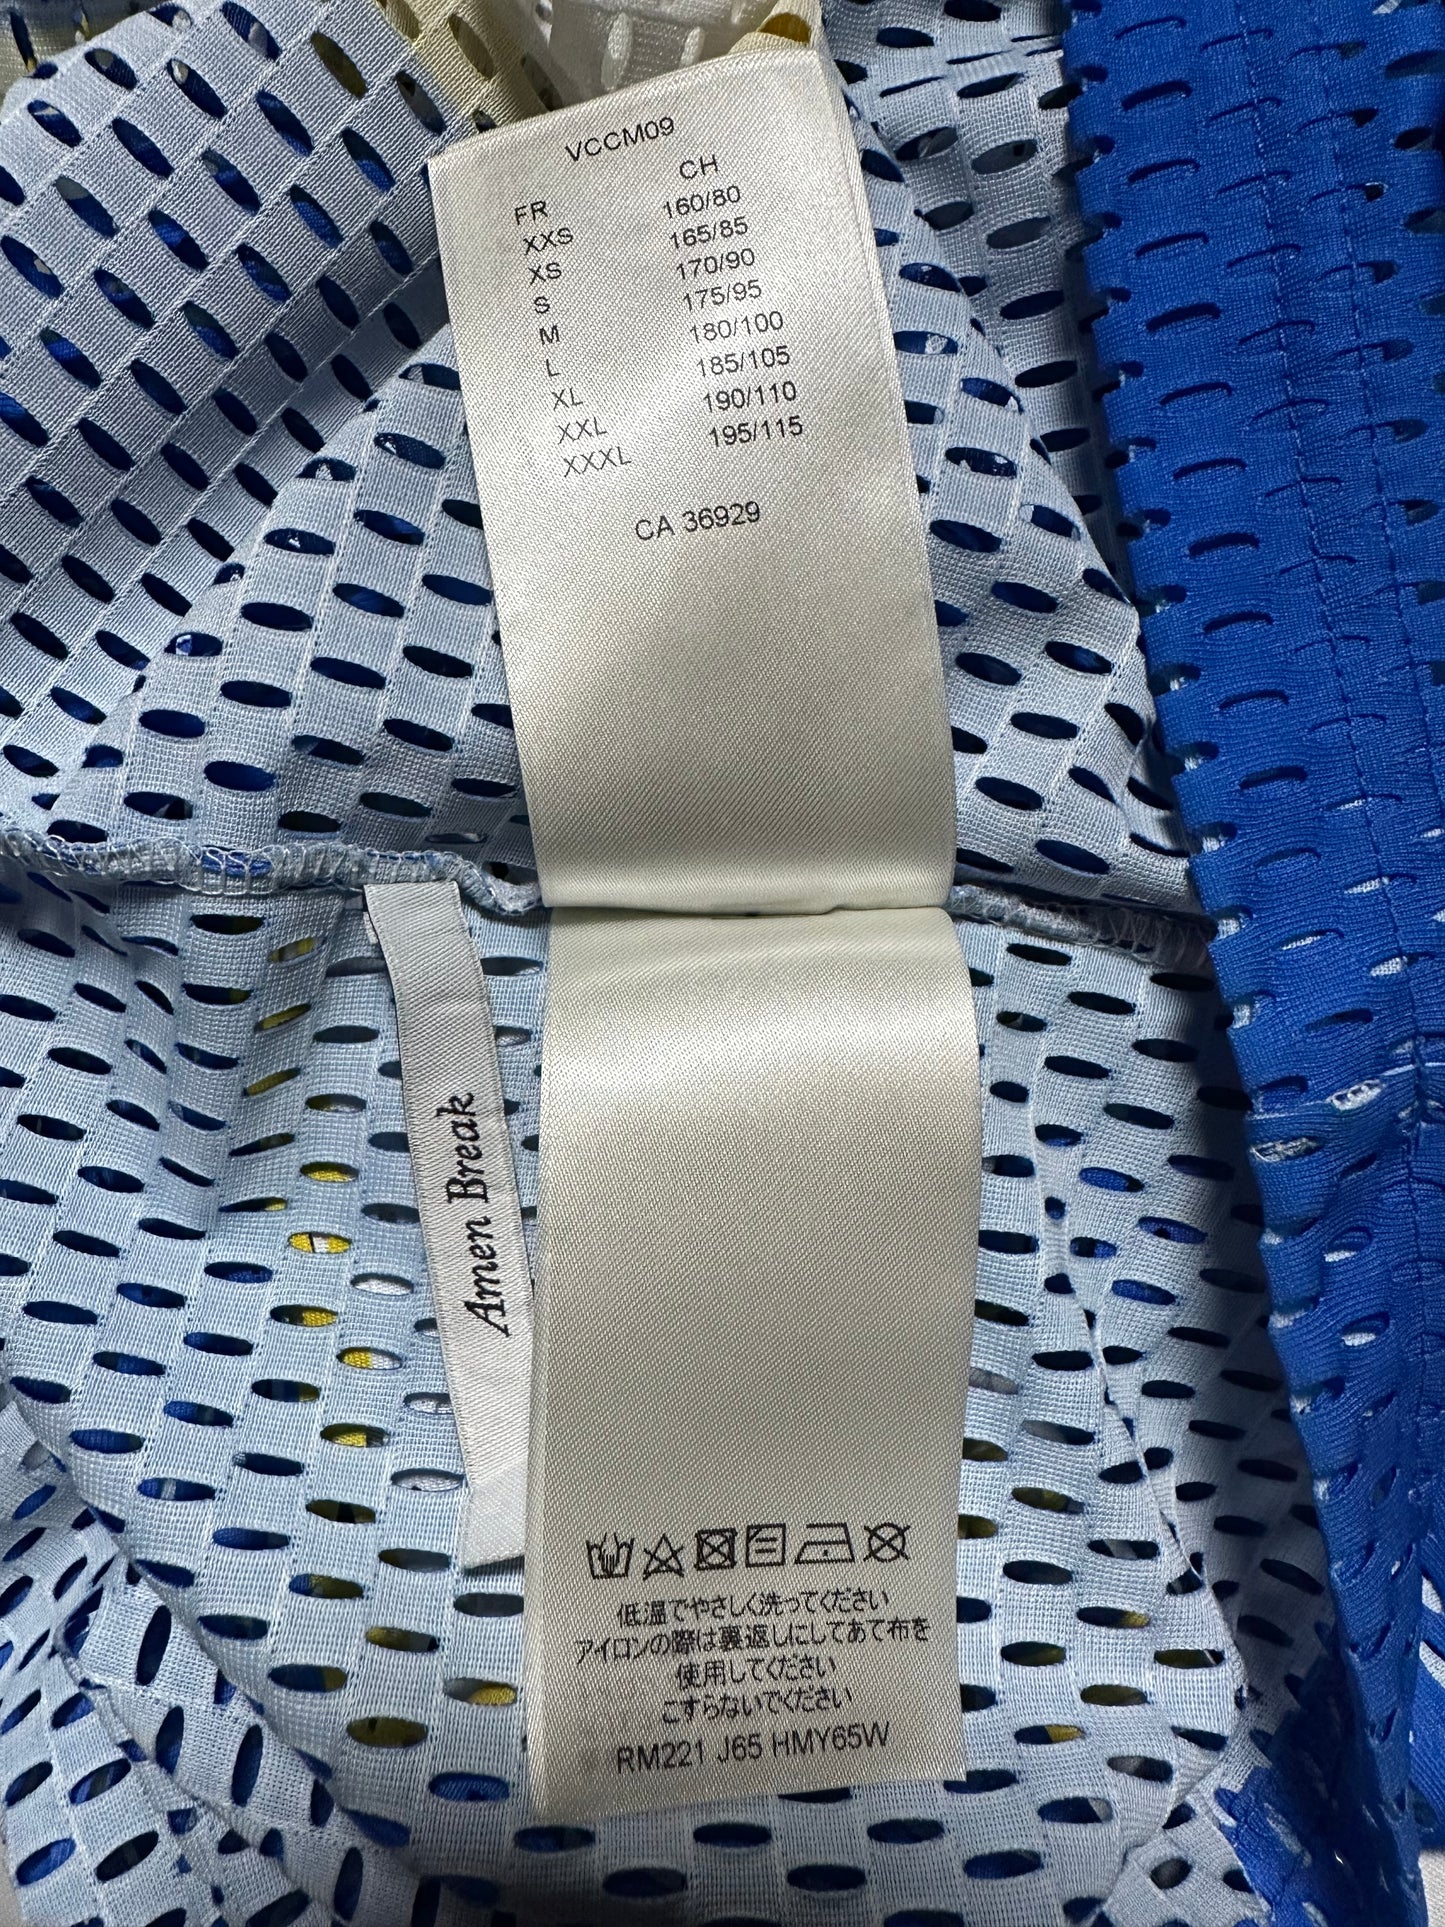 VCCM09
FR CH
XXS 160/80
XS 165/85
S 170/90
M 175/95
L 180/100
XL 185/105
XXL 190/110
XXXL 195/115
CA 36929
Amen Break
低温でやさしく洗ってください
アイロンの際は裏返しにしてあて布を
使用してください
こすらないでください
RM221 J65 HMY65W